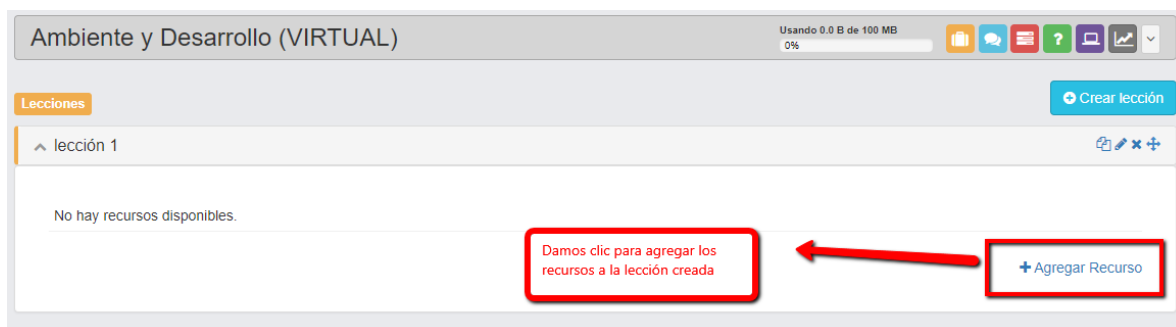 Ambiente y Desarrollo (VIRTUAL)
Usando 0.0 B de 100 MB
0%
Lecciones
Crear lección
lección 1
No hay recursos disponibles.
Damos clic para agregar los
recursos a la lección creada
Agregar Recurso